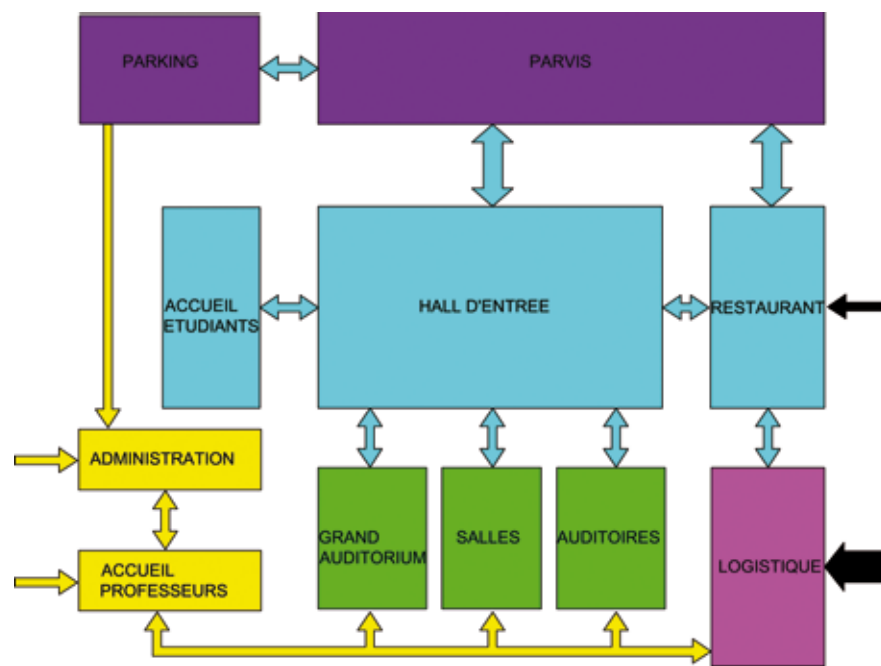 PARKING
PARVIS
ACCUEIL
ETUDIANTS
HALL D'ENTREE
RESTAURANT
ADMINISTRATION
GRAND
AUDITORIUM
SALLES
AUDITOIRES
ACCUEIL
PROFESSEURS
LOGISTIQUE